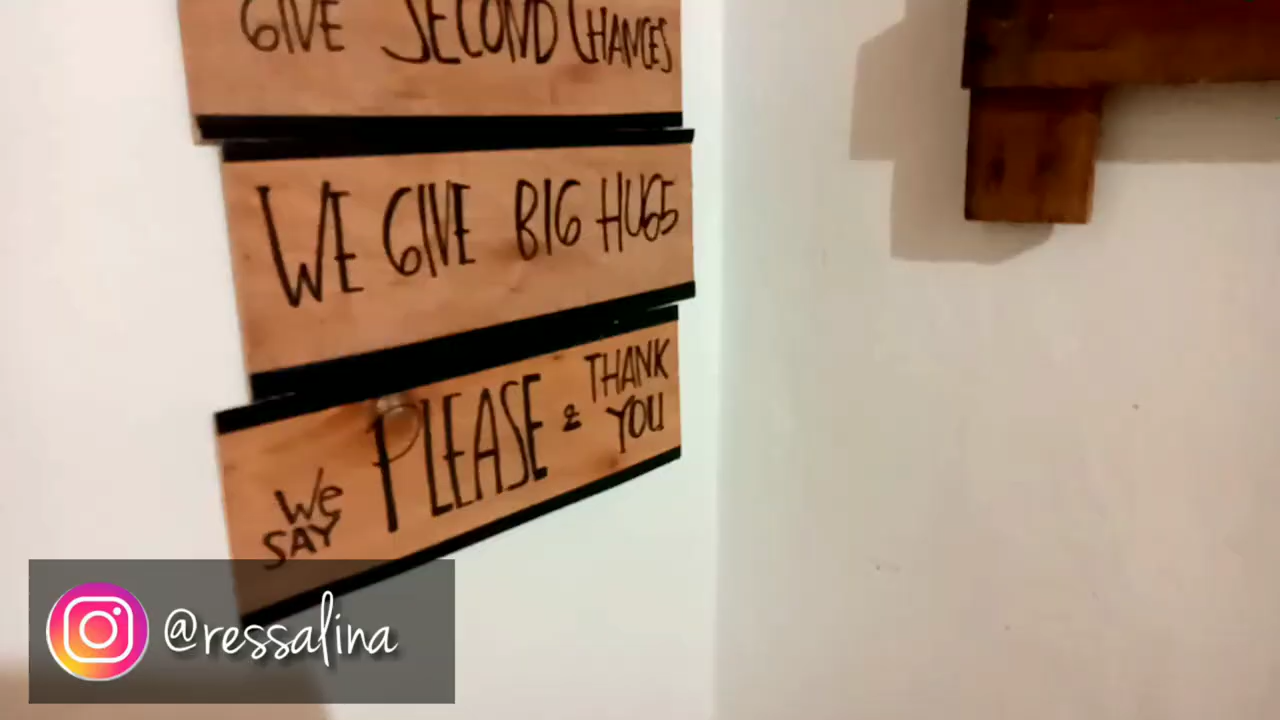 GIVE SECOND CHANCES
WE GIVE BIG HUGS
We SAY PLEASE & THANK YOU
@ressalina